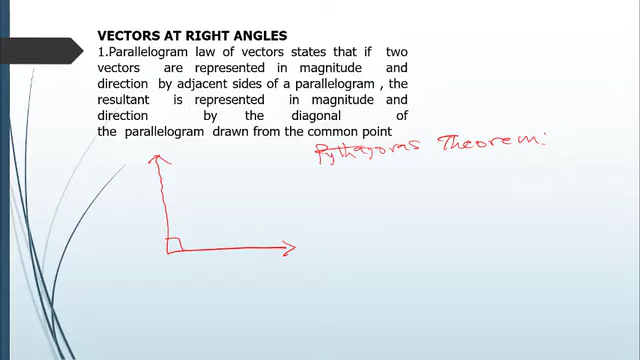 VECTORS AT RIGHT ANGLES
1.Parallelogram law of vectors states that if two
vectors are represented in magnitude and
direction by adjacent sides of a parallelogram , the
resultant is represented in magnitude and
direction by the diagonal of
the parallelogram drawn from the common point
Pythagoras Theorem: